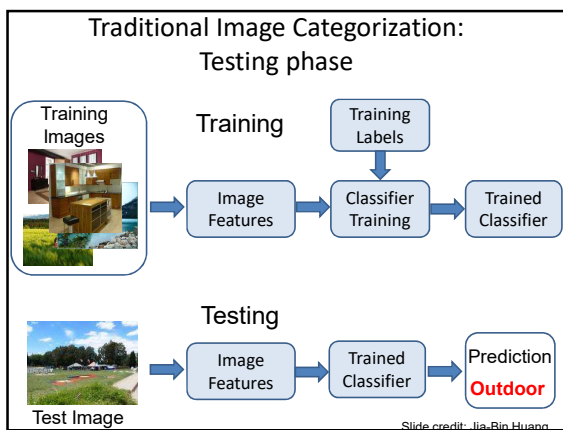 Traditional Image Categorization:
Testing phase
Training
Images
Training
Training
Labels
Image
Features
Classifier
Training
Trained
Classifier
Testing
Image
Features
Trained
Classifier
Prediction
Outdoor
Test Image
Slide credit: Jia-Bin Huang